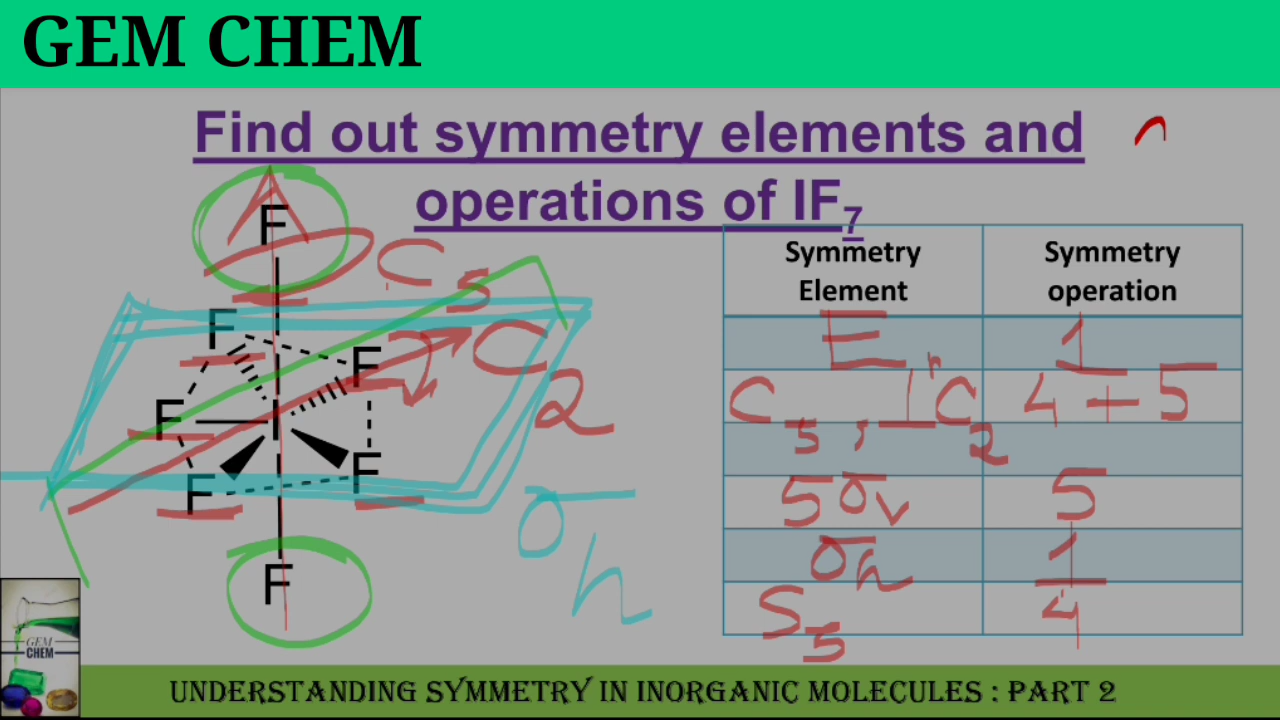 GEM CHEM
Find out symmetry elements and
operations of IF₇
F
C₅
F
F
C₂
F
I
F
F
F
σh
Symmetry Element
Symmetry operation
E
1
C₅, ⊥ʳ C₂
4 + 5
5σv
5
σh
1
S₅
4
GEM
CHEM
UNDERSTANDING SYMMETRY IN INORGANIC MOLECULES : PART 2